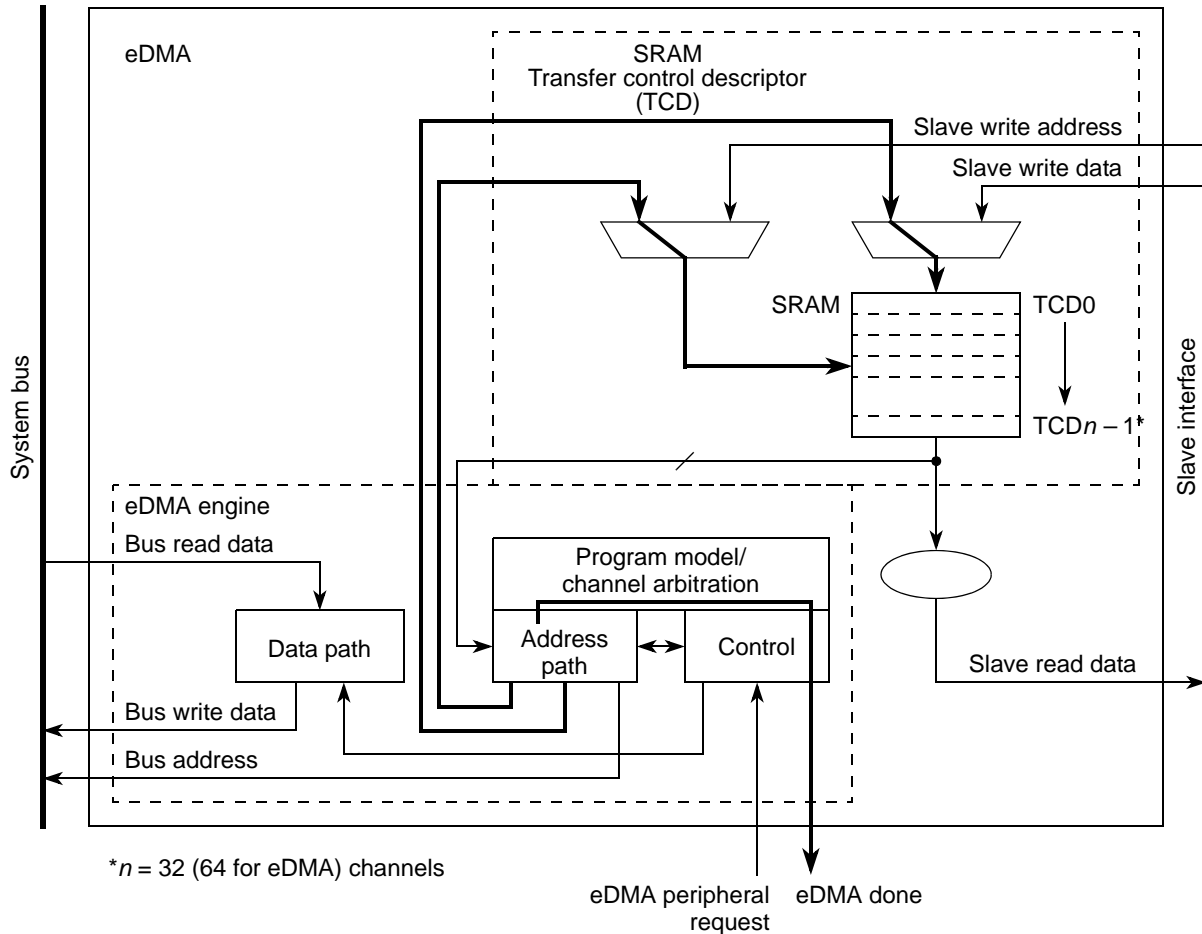 eDMA
SRAM
Transfer control descriptor
(TCD)
Slave write address
Slave write data
SRAM
TCD0
TCDn – 1*
System bus
Slave interface
eDMA engine
Bus read data
Program model/
channel arbitration
Data path
Address
path
Control
Slave read data
Bus write data
Bus address
*n = 32 (64 for eDMA) channels
eDMA peripheral
request
eDMA done